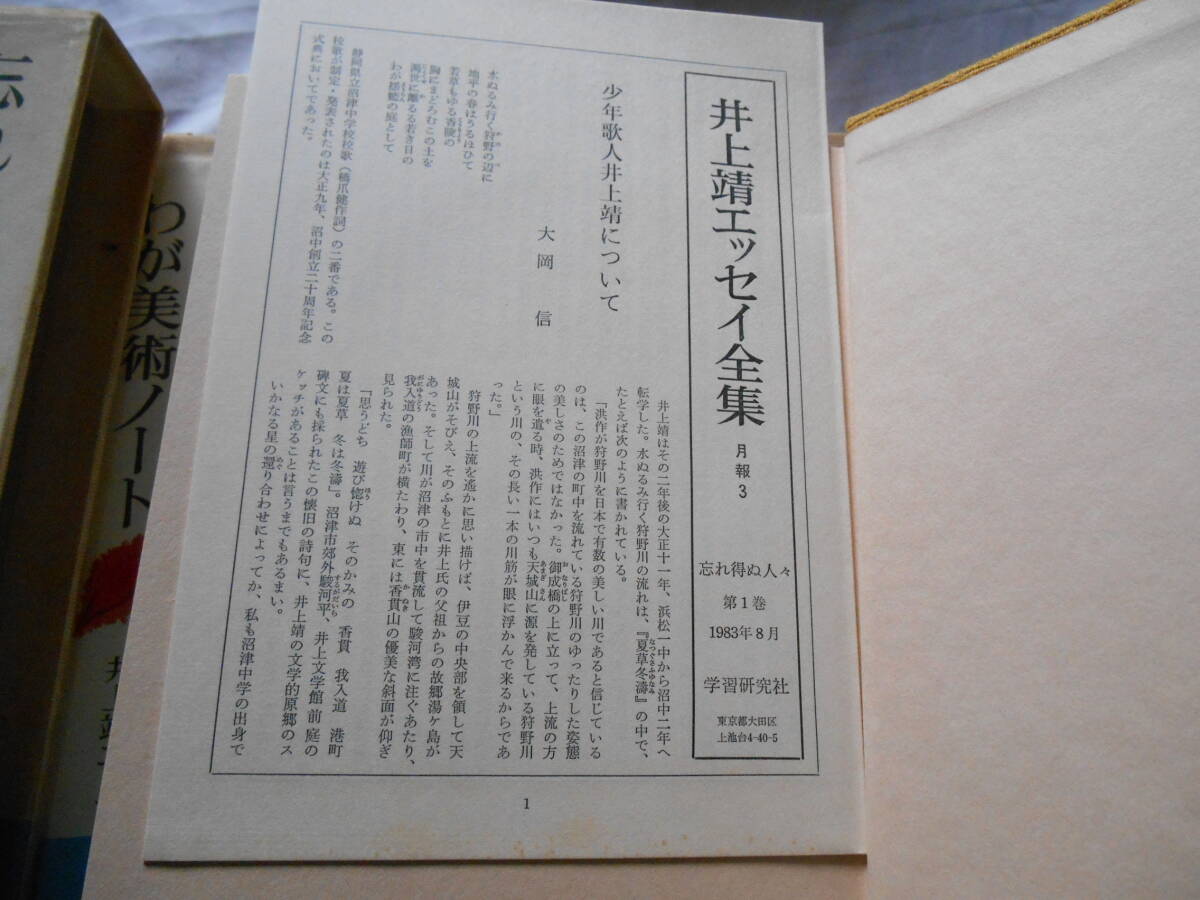 井上靖エッセイ全集
月報3
忘れ得ぬ人々
第1巻
1983年8月
学習研究社
東京都大田区
上池台4-40-5
少年歌人井上靖について
大岡 信
水ぬるみ行く狩野の辺に
地平の春はうるほひて
若草もゆる香陵の
胸にまどろむこの土を
濁世に離るる若き日の
わが揺籃の庭として
静岡県立沼津中学校校歌(橋爪健作詞)の二番である。この
校歌が制定・発表されたのは大正九年、沼中創立二十周年記念
式典においてであった。
井上靖はその二年後の大正十一年、浜松一中から沼中二年へ
転学した。水ぬるみ行く狩野川の流れは、『夏草冬濤』の中で、
たとえば次のように書かれている。
「洪作が狩野川を日本で有数の美しい川であると信じている
のは、この沼津の町中を流れている狩野川のゆったりした姿態
の美しさのためではなかった。御成橋の上に立って、上流の方
に眼を遣る時、洪作にはいつも天城山に源を発している狩野川
という川の、その長い一本の川筋が眼に浮かんで来るからであ
った。」
狩野川の上流を遙かに思い描けば、伊豆の中央部を領して天
城山がそびえ、そのふもとに井上氏の父祖からの故郷湯ヶ島が
あった。そして川が沼津の市中を貫流して駿河湾に注ぐあたり、
我入道の漁師町が横たわり、東には香貫山の優美な斜面が仰ぎ
見られた。
「思うどち 遊び惚けぬ そのかみの 香貫 我入道 港町
夏は夏草 冬は冬濤」。沼津市郊外駿河平、井上文学館前庭の
碑文にも採られたこの懐旧の詩句に、井上靖の文学的原郷のス
ケッチがあることは言うまでもあるまい。
いかなる星の還り合わせによってか、私も沼津中学の出身で
1
わが美術ノート